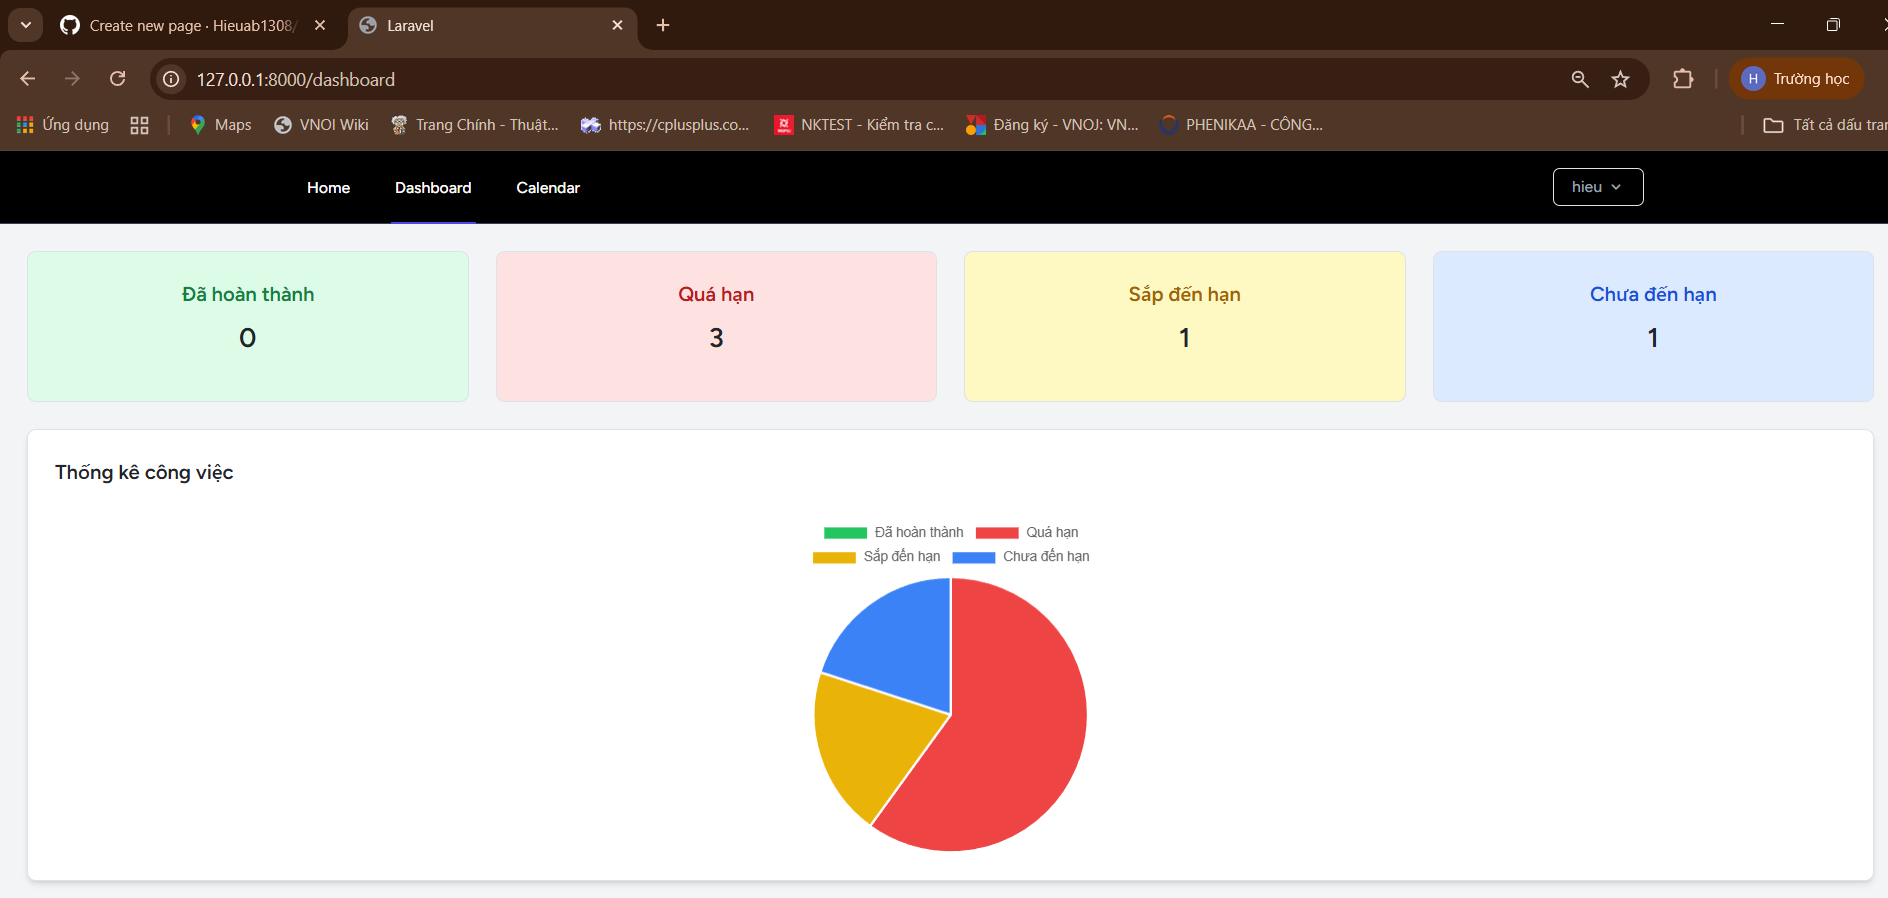 Create new page · Hieuab1308/
Laravel
127.0.0.1:8000/dashboard
H Trường học
Ứng dụng
Maps
VNOI Wiki
Trang Chính - Thuật...
https://cplusplus.co...
NKTEST - Kiểm tra c...
Đăng ký - VNOJ: VN...
PHENIKAA - CÔNG...
Tất cả dấu tran
Home Dashboard Calendar
hieu
Đã hoàn thành
0
Quá hạn
3
Sắp đến hạn
1
Chưa đến hạn
1
Thống kê công việc
Đã hoàn thành Quá hạn
Sắp đến hạn Chưa đến hạn